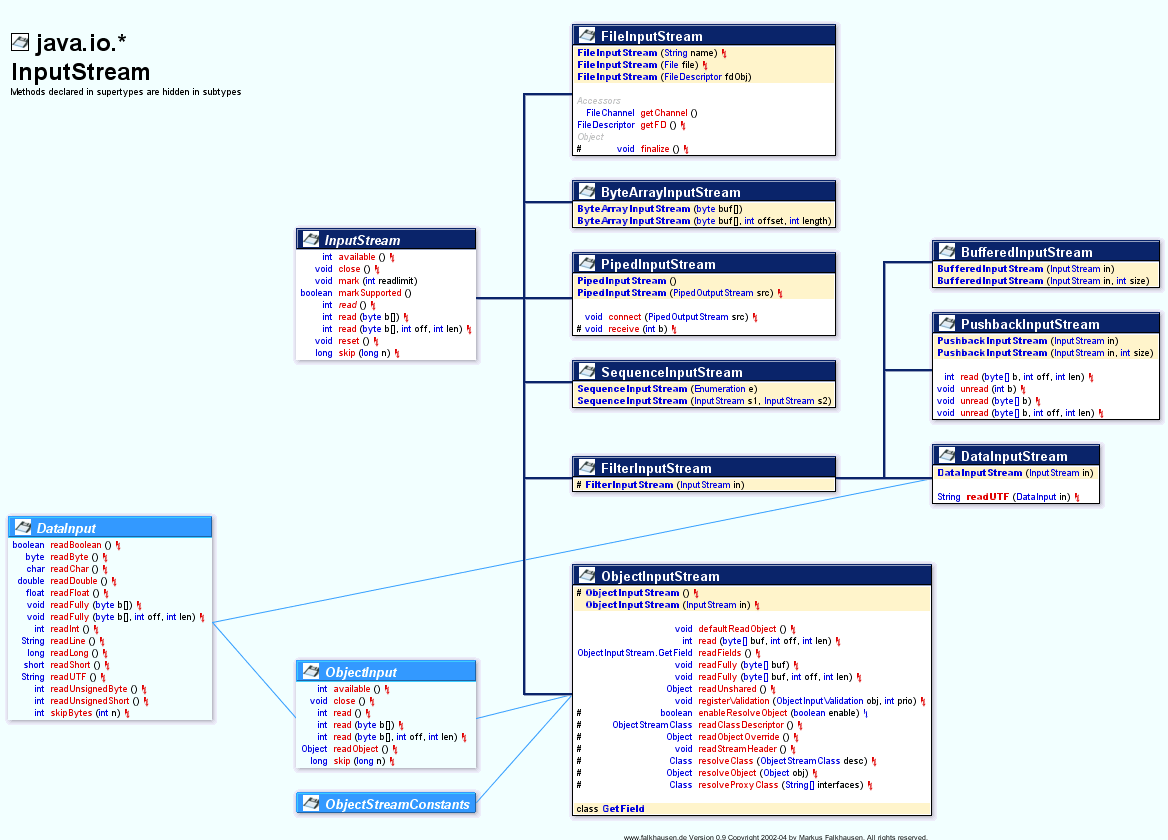 java.io.*
InputStream
Methods declared in supertypes are hidden in subtypes
FileInputStream
FileInputStream (String name)
FileInputStream (File file)
FileInputStream (FileDescriptor fdObj)
Accessors
FileChannel getChannel ()
FileDescriptor getFD ()
Object
# void finalize ()
ByteArrayInputStream
ByteArrayInputStream (byte buf[])
ByteArrayInputStream (byte buf[], int offset, int length)
InputStream
int available ()
void close ()
void mark (int readlimit)
boolean markSupported ()
int read ()
int read (byte b[])
int read (byte b[], int off, int len)
void reset ()
long skip (long n)
PipedInputStream
PipedInputStream ()
PipedInputStream (PipedOutputStream src)
void connect (PipedOutputStream src)
# void receive (int b)
BufferedInputStream
BufferedInputStream (InputStream in)
BufferedInputStream (InputStream in, int size)
PushbackInputStream
PushbackInputStream (InputStream in)
PushbackInputStream (InputStream in, int size)
int read (byte[] b, int off, int len)
void unread (int b)
void unread (byte[] b)
void unread (byte[] b, int off, int len)
SequenceInputStream
SequenceInputStream (Enumeration e)
SequenceInputStream (InputStream s1, InputStream s2)
FilterInputStream
# FilterInputStream (InputStream in)
DataInputStream
DataInputStream (InputStream in)
String readUTF (DataInput in)
DataInput
boolean readBoolean ()
byte readByte ()
char readChar ()
double readDouble ()
float readFloat ()
void readFully (byte b[])
void readFully (byte b[], int off, int len)
int readInt ()
String readLine ()
long readLong ()
short readShort ()
String readUTF ()
int readUnsignedByte ()
int readUnsignedShort ()
int skipBytes (int n)
ObjectInput
int available ()
void close ()
int read ()
int read (byte b[])
int read (byte b[], int off, int len)
Object readObject ()
long skip (long n)
ObjectStreamConstants
ObjectInputStream
# ObjectInputStream ()
ObjectInputStream (InputStream in)
void defaultReadObject ()
int read (byte[] buf, int off, int len)
ObjectInputStream.GetField readFields ()
void readFully (byte[] buf)
void readFully (byte[] buf, int off, int len)
Object readUnshared ()
void registerValidation (ObjectInputValidation obj, int prio)
# boolean enableResolveObject (boolean enable)
# ObjectStreamClass readClassDescriptor ()
# Object readObjectOverride ()
# void readStreamHeader ()
# Class resolveClass (ObjectStreamClass desc)
# Object resolveObject (Object obj)
# Class resolveProxyClass (String[] interfaces)
class GetField
www.falkhausen.de Version 0.9 Copyright 2002-04 by Markus Falkhausen. All rights reserved.